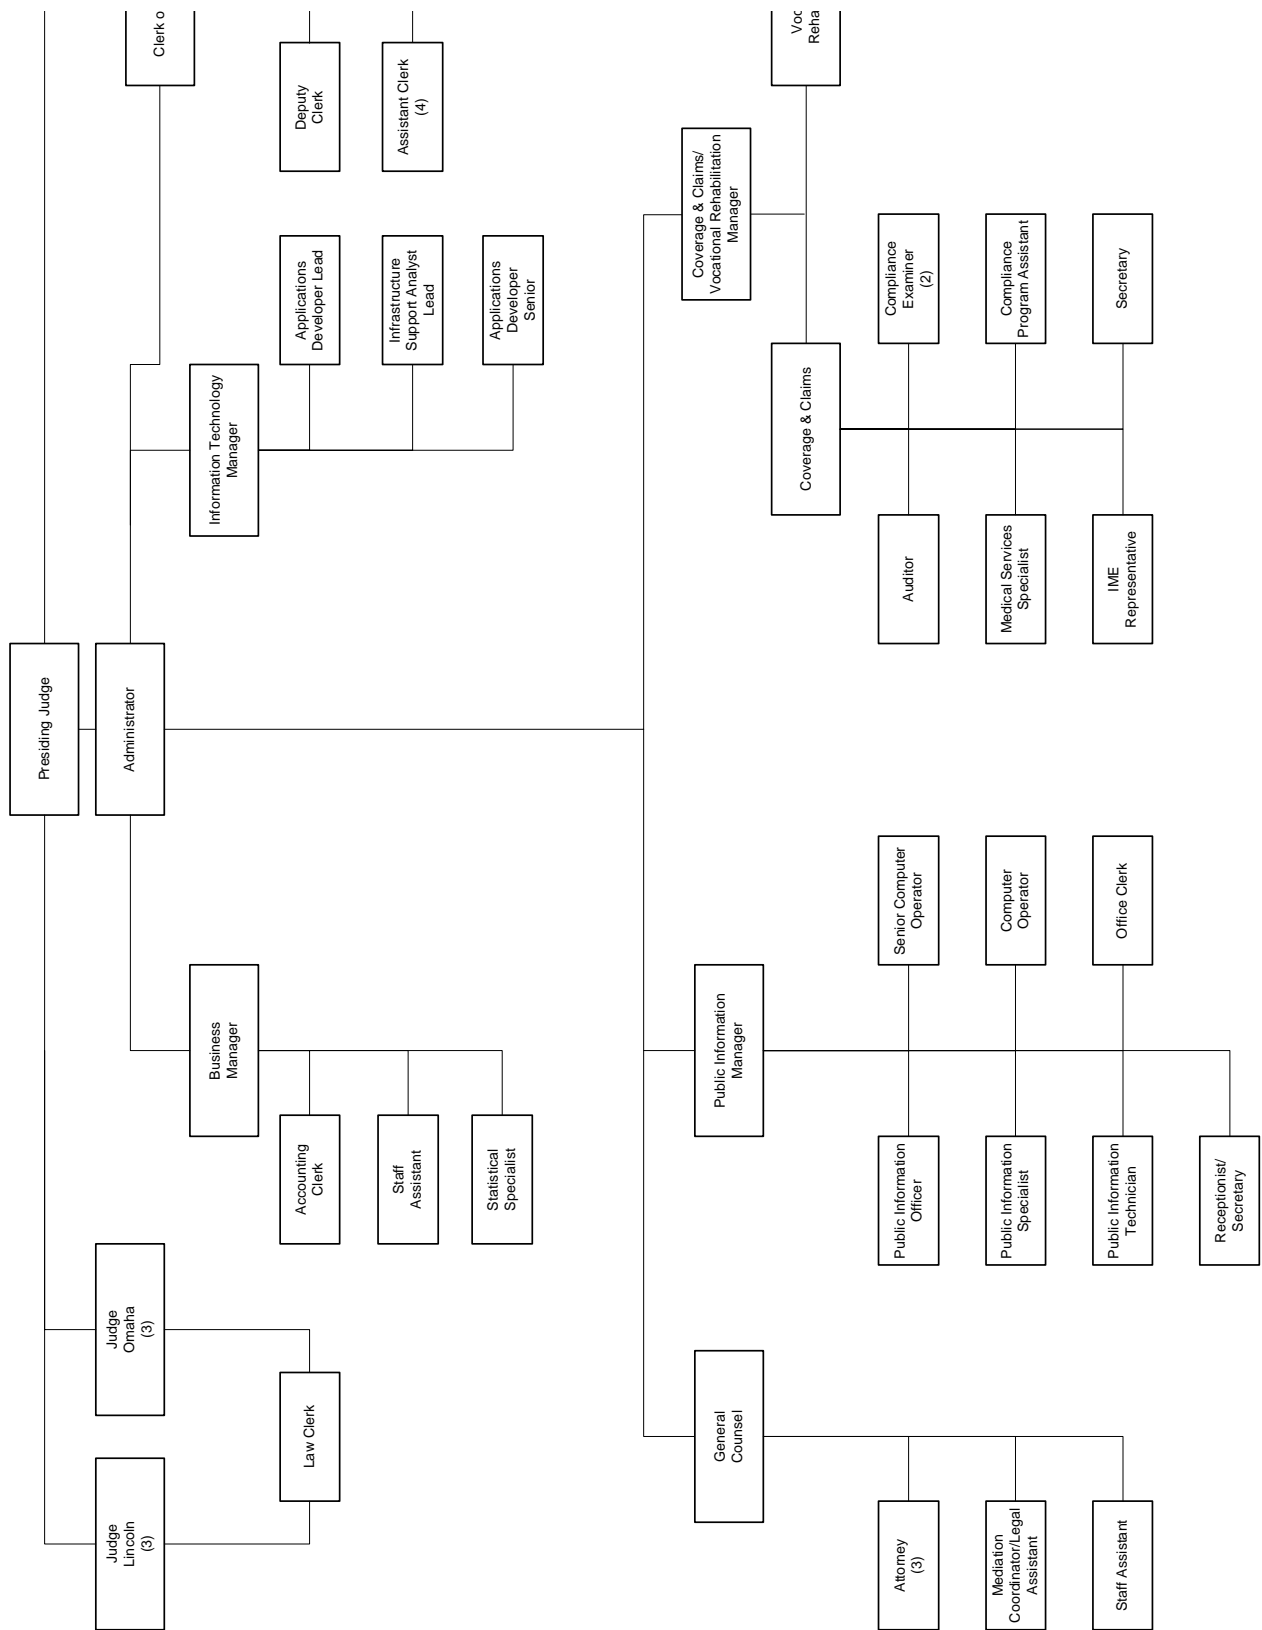 Presiding Judge
Judge
Lincoln
(3)
Judge
Omaha
(3)
Administrator
Clerk o
Law Clerk
Business
Manager
Accounting
Clerk
Staff
Assistant
Statistical
Specialist
Information Technology
Manager
Applications
Developer Lead
Infrastructure
Support Analyst
Lead
Applications
Developer
Senior
Deputy
Clerk
Assistant Clerk
(4)
General
Counsel
Attorney
(3)
Mediation
Coordinator/Legal
Assistant
Staff Assistant
Public Information
Manager
Public Information
Officer
Senior Computer
Operator
Public Information
Specialist
Computer
Operator
Public Information
Technician
Office Clerk
Receptionist/
Secretary
Coverage & Claims/
Vocational Rehabilitation
Manager
Coverage & Claims
Auditor
Compliance
Examiner
(2)
Medical Services
Specialist
Compliance
Program Assistant
IME
Representative
Secretary
Voc
Reha